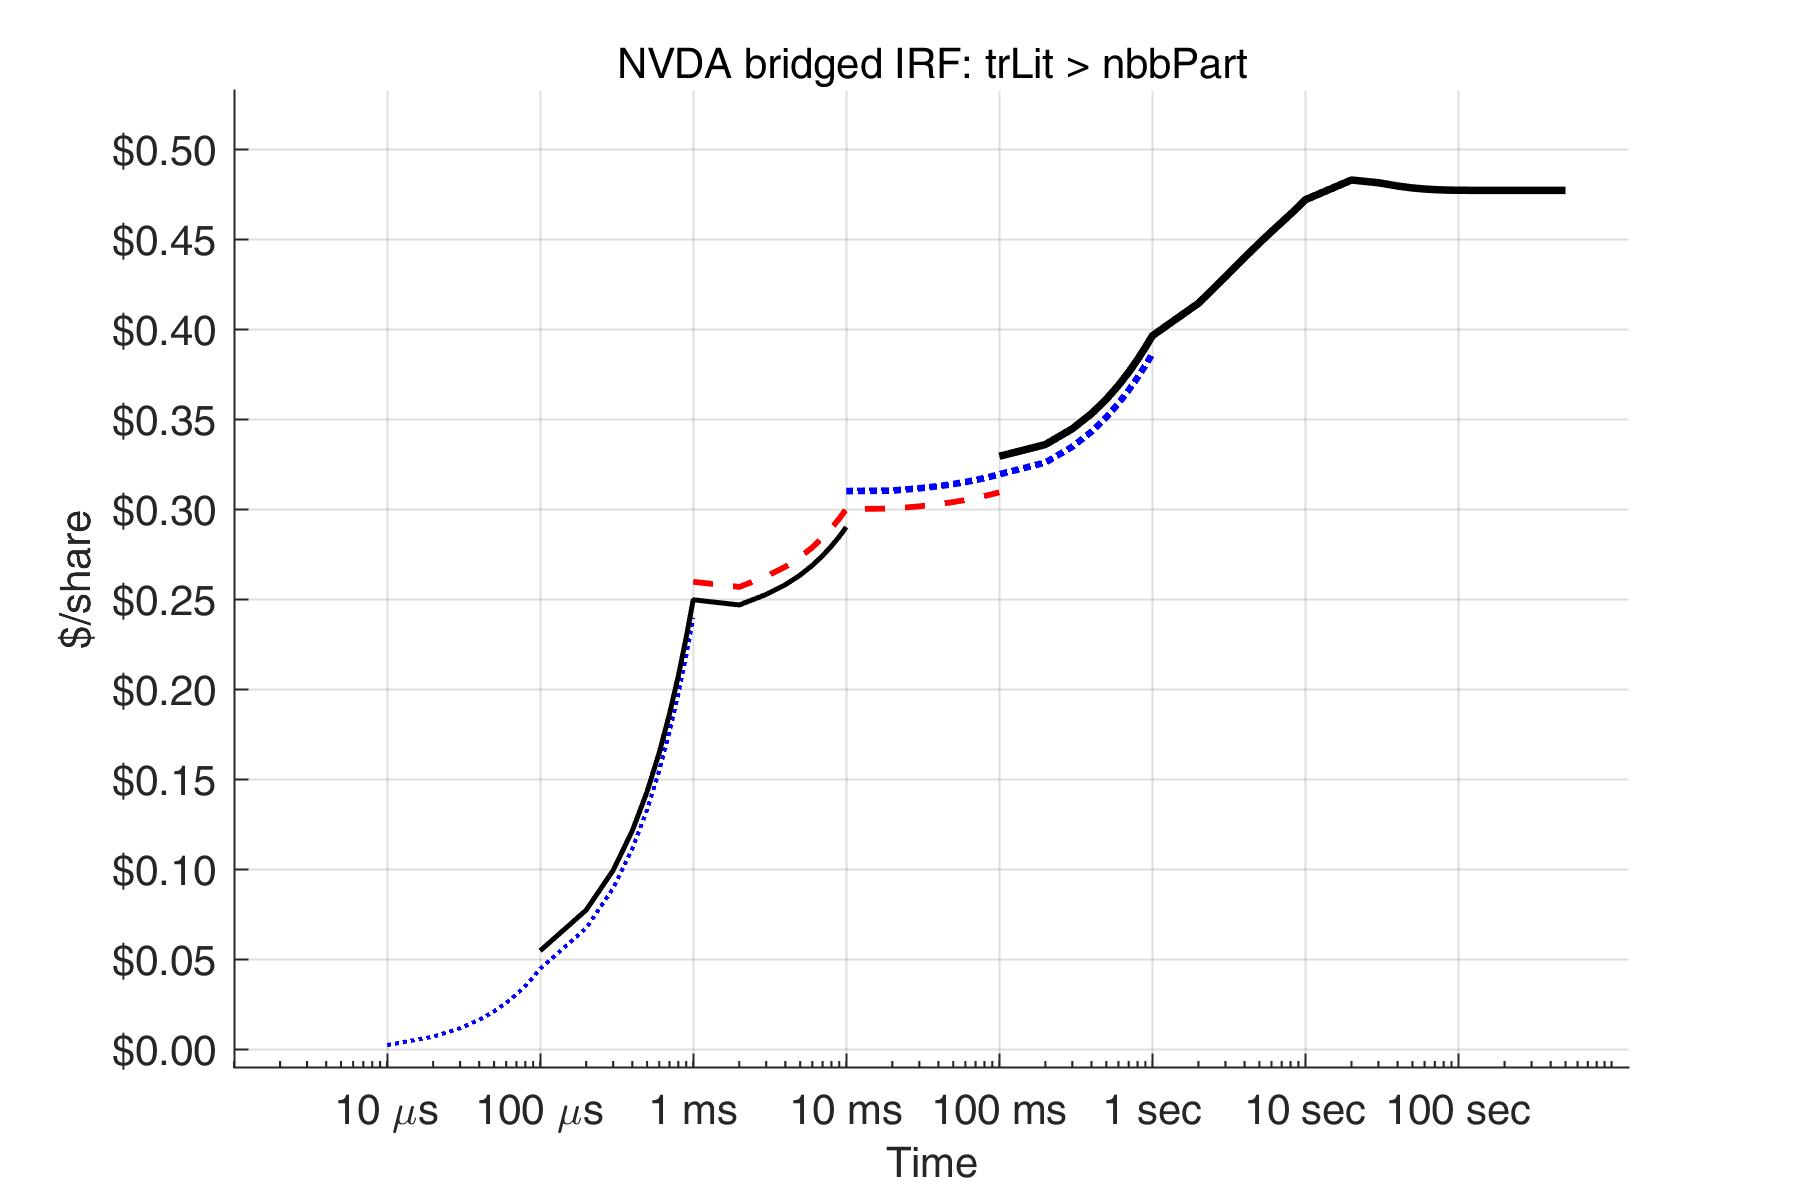 NVDA bridged IRF: trLit > nbbPart
$0.50
$0.45
$0.40
$0.35
$0.30
$0.25
$0.20
$0.15
$0.10
$0.05
$0.00
$/share
10 μs 100 μs 1 ms 10 ms 100 ms 1 sec 10 sec 100 sec
Time